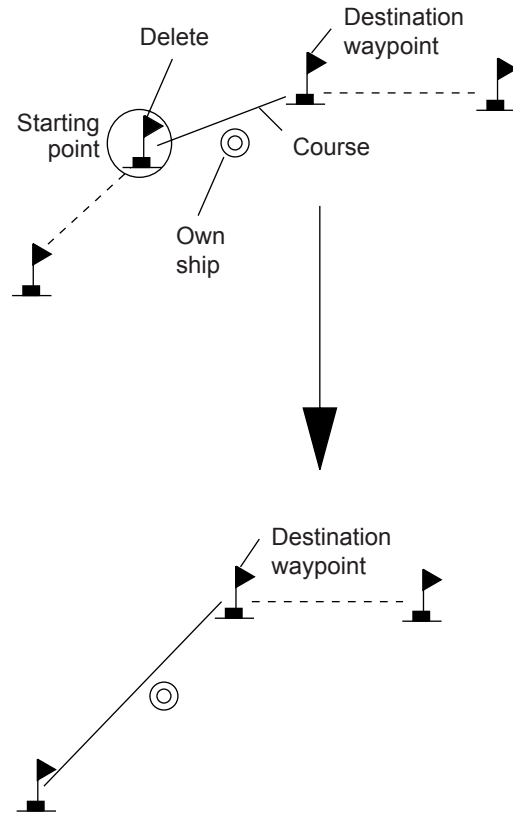 Destination
waypoint
Delete
Starting
point
Course
Own
ship
Destination
waypoint